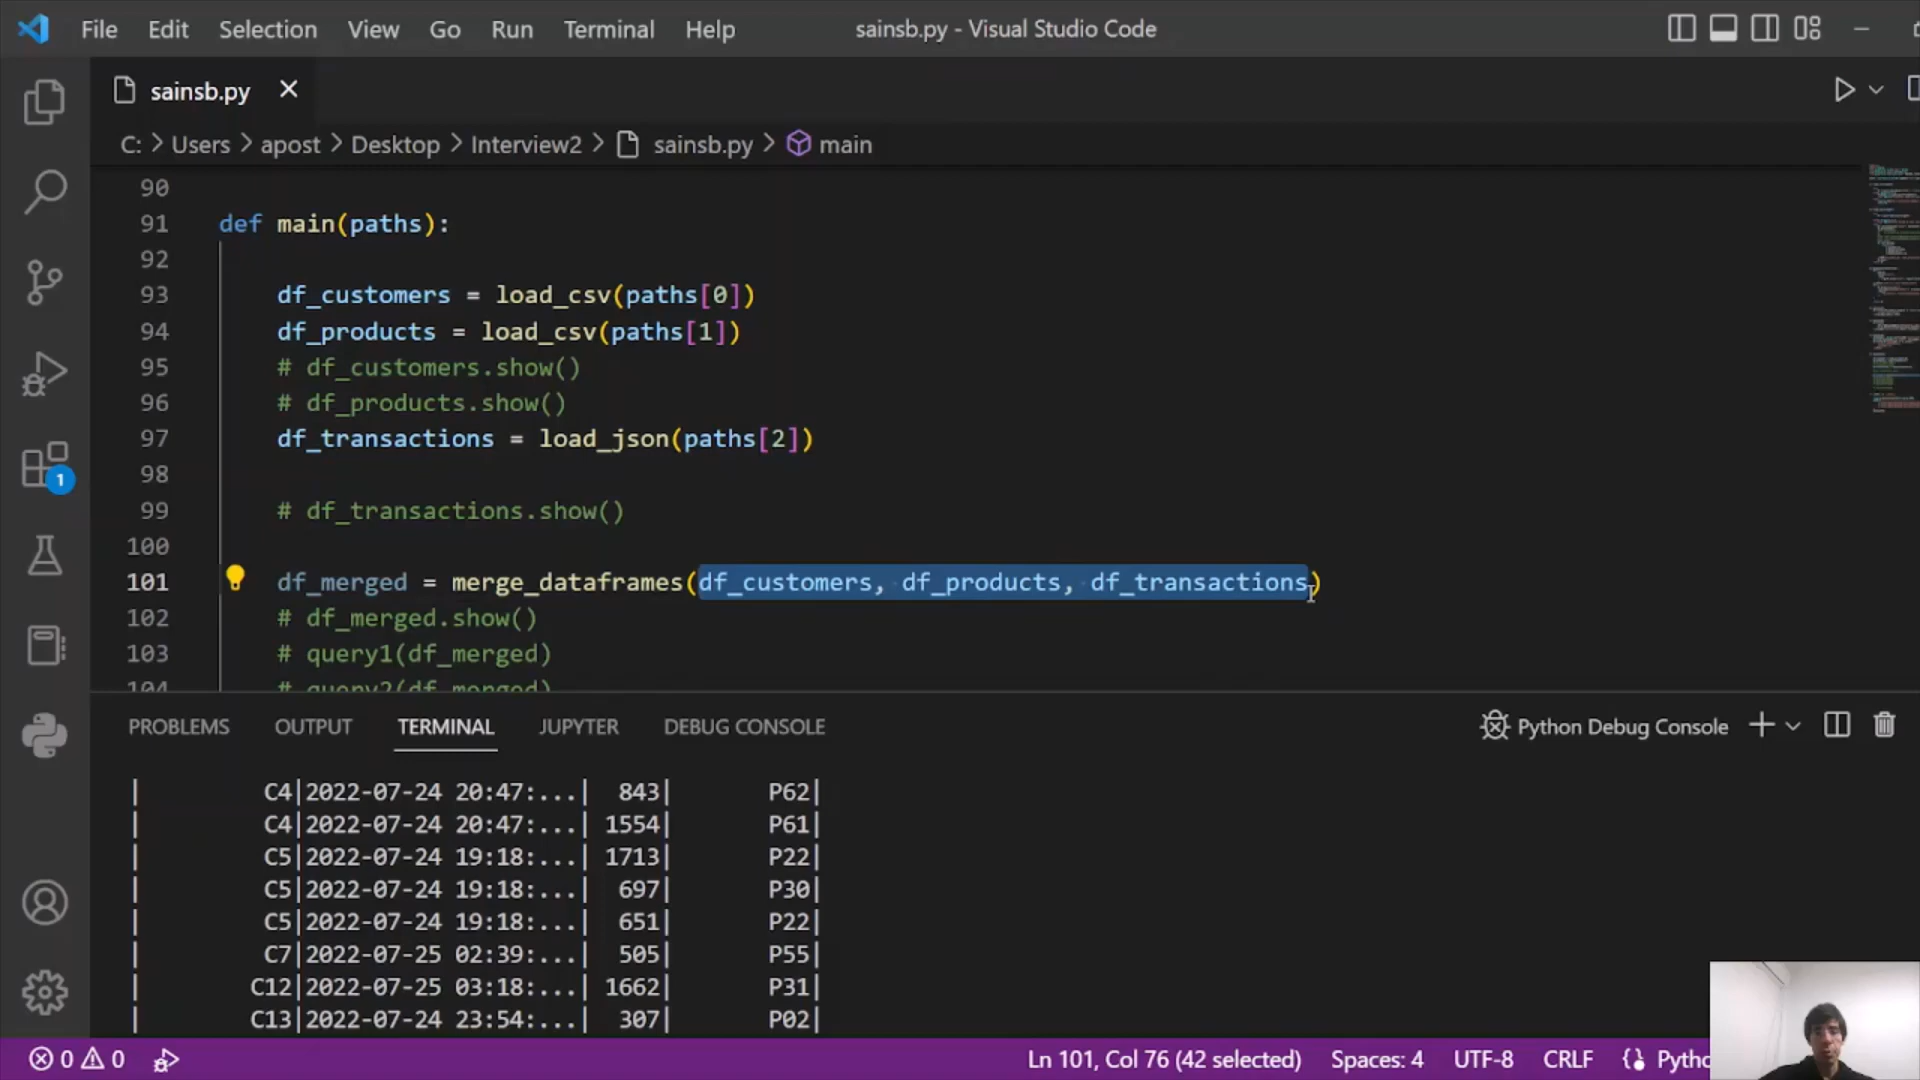 File Edit Selection View Go Run Terminal Help sainsb.py - Visual Studio Code
sainsb.py
C: > Users > apost > Desktop > Interview2 > sainsb.py > main
90
91 def main(paths):
92
93 df_customers = load_csv(paths[0])
94 df_products = load_csv(paths[1])
95 # df_customers.show()
96 # df_products.show()
97 df_transactions = load_json(paths[2])
98
99 # df_transactions.show()
100
101 df_merged = merge_dataframes(df_customers, df_products, df_transactions)
102 # df_merged.show()
103 # query1(df_merged)
104 # query2(df_merged)
1
PROBLEMS OUTPUT TERMINAL JUPYTER DEBUG CONSOLE Python Debug Console
| C4|2022-07-24 20:47:...| 843| P62|
| C4|2022-07-24 20:47:...| 1554| P61|
| C5|2022-07-24 19:18:...| 1713| P22|
| C5|2022-07-24 19:18:...| 697| P30|
| C5|2022-07-24 19:18:...| 651| P22|
| C7|2022-07-25 02:39:...| 505| P55|
| C12|2022-07-25 03:18:...| 1662| P31|
| C13|2022-07-24 23:54:...| 307| P02|
0 0 Ln 101, Col 76 (42 selected) Spaces: 4 UTF-8 CRLF Pytho